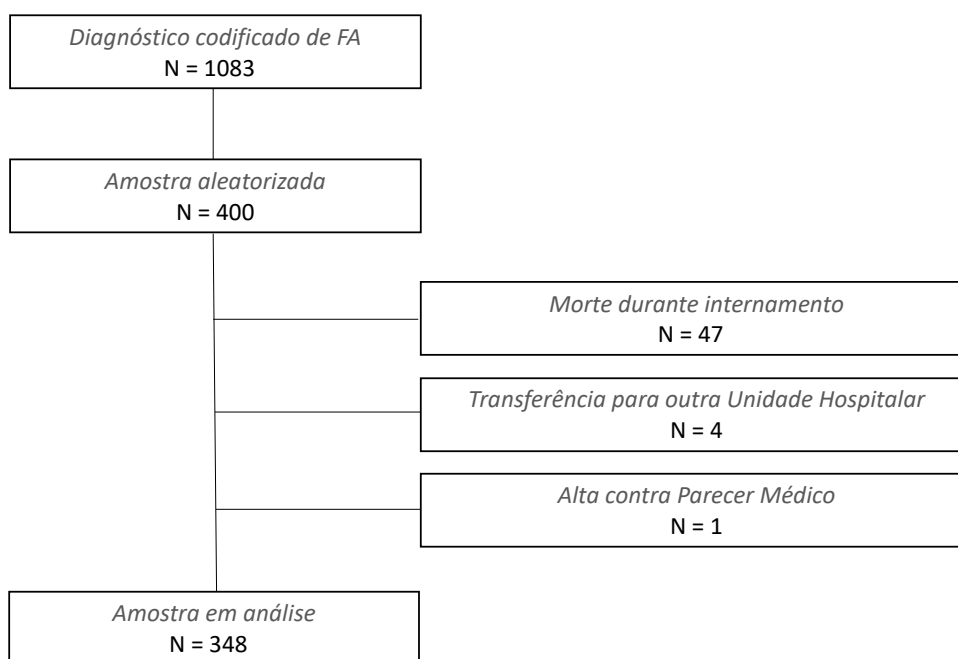 Diagnóstico codificado de FA
N = 1083
Amostra aleatorizada
N = 400
Morte durante internamento
N = 47
Transferência para outra Unidade Hospitalar
N = 4
Alta contra Parecer Médico
N = 1
Amostra em análise
N = 348